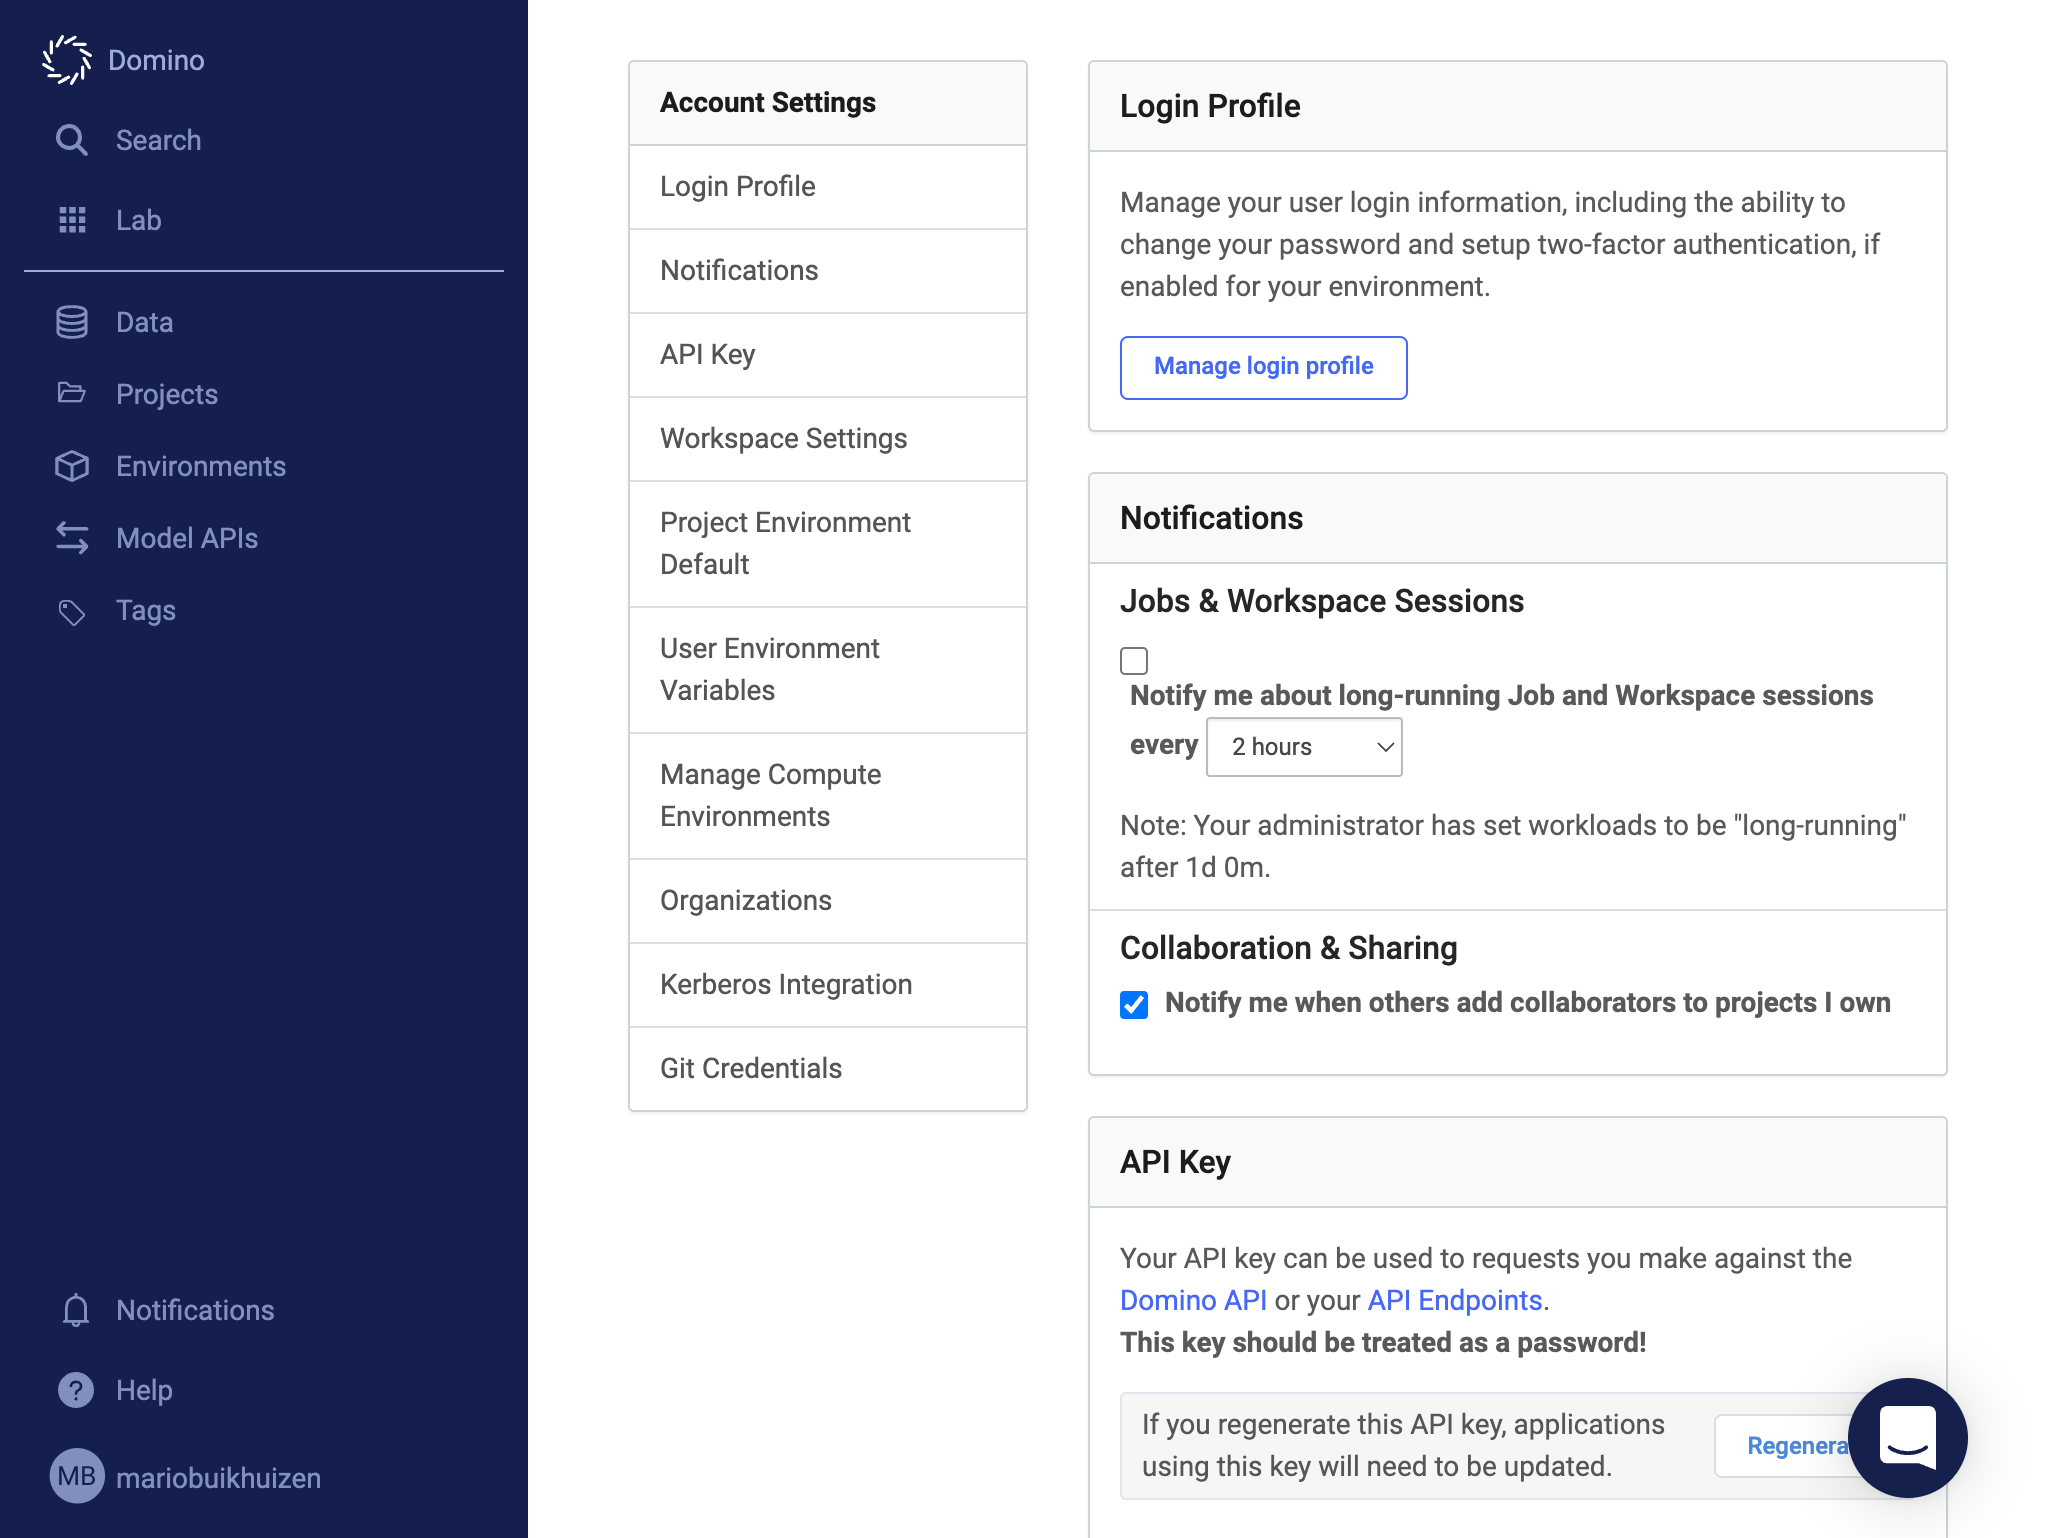 Domino
Search
Lab
Data
Projects
Environments
Model APIs
Tags
Notifications
Help
MB mariobuikhuizen
Account Settings
Login Profile
Notifications
API Key
Workspace Settings
Project Environment
Default
User Environment
Variables
Manage Compute
Environments
Organizations
Kerberos Integration
Git Credentials
Login Profile
Manage your user login information, including the ability to
change your password and setup two-factor authentication, if
enabled for your environment.
Manage login profile
Notifications
Jobs & Workspace Sessions
Notify me about long-running Job and Workspace sessions
every 2 hours
Note: Your administrator has set workloads to be "long-running"
after 1d 0m.
Collaboration & Sharing
Notify me when others add collaborators to projects I own
API Key
Your API key can be used to requests you make against the
Domino API or your API Endpoints.
This key should be treated as a password!
If you regenerate this API key, applications
using this key will need to be updated.